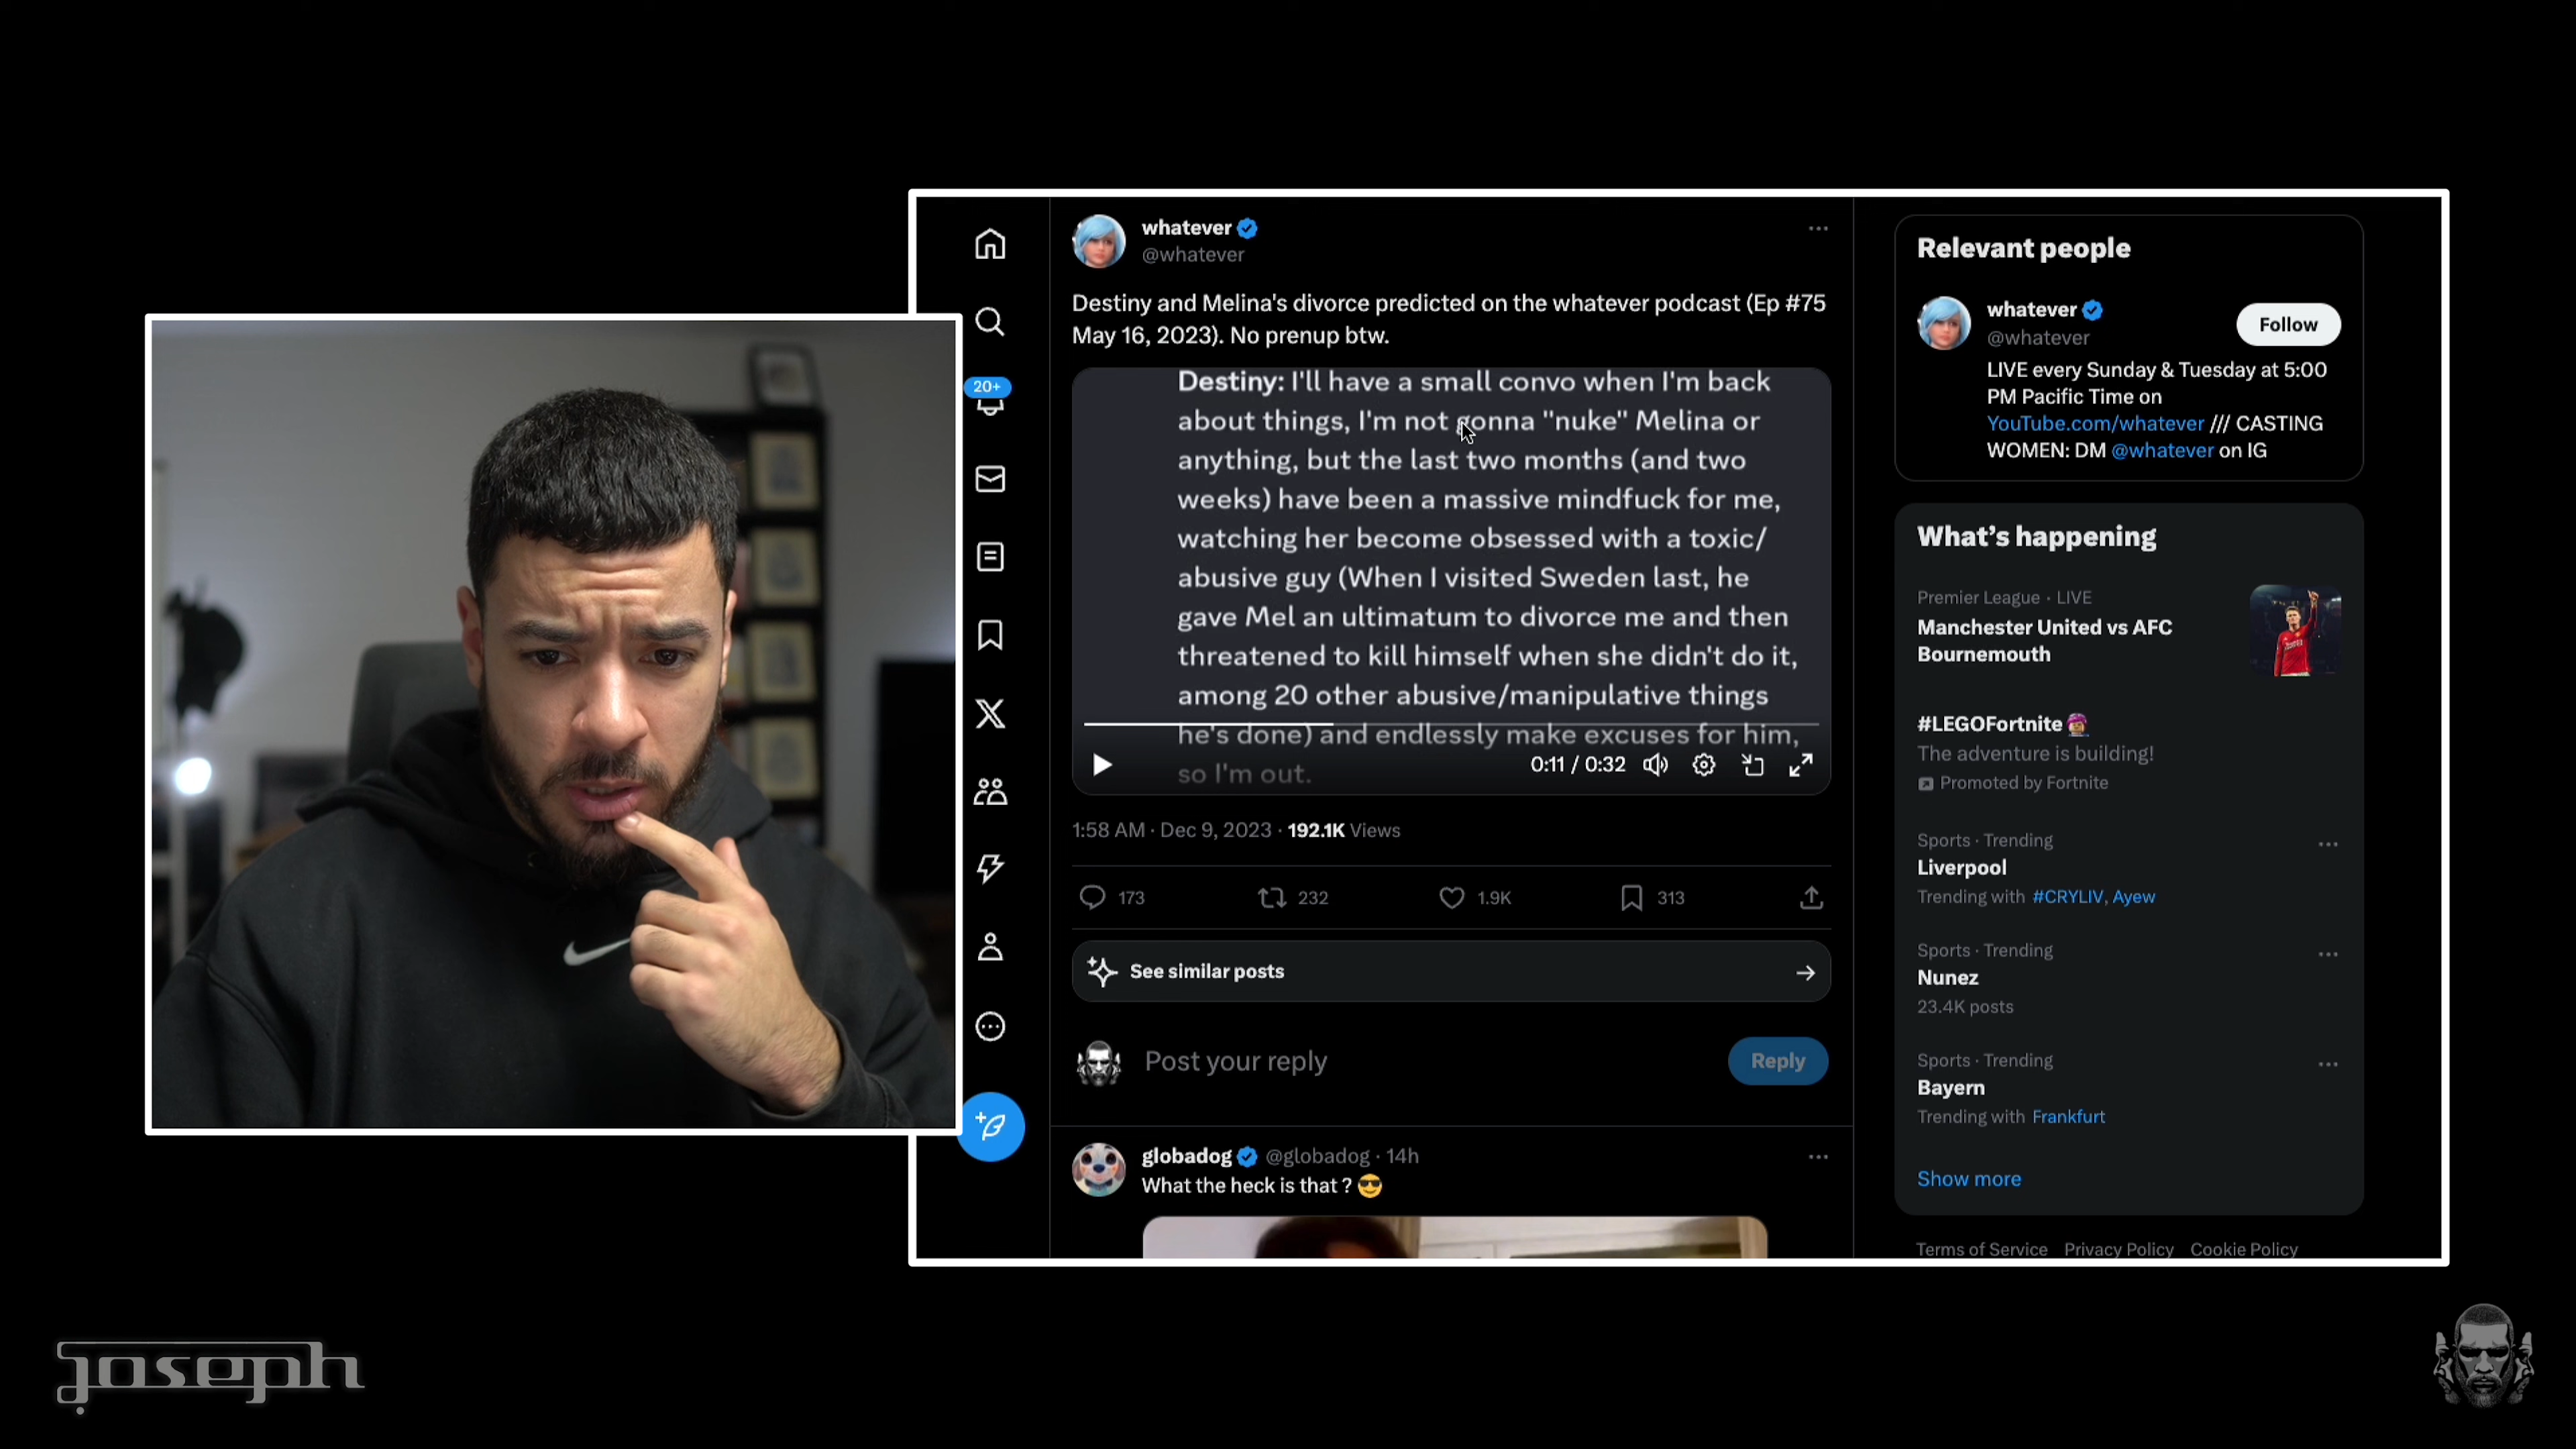 whatever
@whatever
Destiny and Melina's divorce predicted on the whatever podcast (Ep #75
May 16, 2023). No prenup btw.
Destiny: I'll have a small convo when I'm back
about things, I'm not gonna "nuke" Melina or
anything, but the last two months (and two
weeks) have been a massive mindfuck for me,
watching her become obsessed with a toxic/
abusive guy (When I visited Sweden last, he
gave Mel an ultimatum to divorce me and then
threatened to kill himself when she didn't do it,
among 20 other abusive/manipulative things
he's done) and endlessly make excuses for him,
so I'm out.
0:11 / 0:32
1:58 AM · Dec 9, 2023 · 192.1K Views
173 232 1.9K 313
See similar posts
Post your reply
Reply
globadog @globadog · 14h
What the heck is that ? 😎
20+
Relevant people
whatever
@whatever
Follow
LIVE every Sunday & Tuesday at 5:00
PM Pacific Time on
YouTube.com/whatever /// CASTING
WOMEN: DM @whatever on IG
What's happening
Premier League · LIVE
Manchester United vs AFC
Bournemouth
#LEGOFortnite
The adventure is building!
Promoted by Fortnite
Sports · Trending
Liverpool
Trending with #CRYLIV, Ayew
Sports · Trending
Nunez
23.4K posts
Sports · Trending
Bayern
Trending with Frankfurt
Show more
Terms of Service Privacy Policy Cookie Policy
joseph